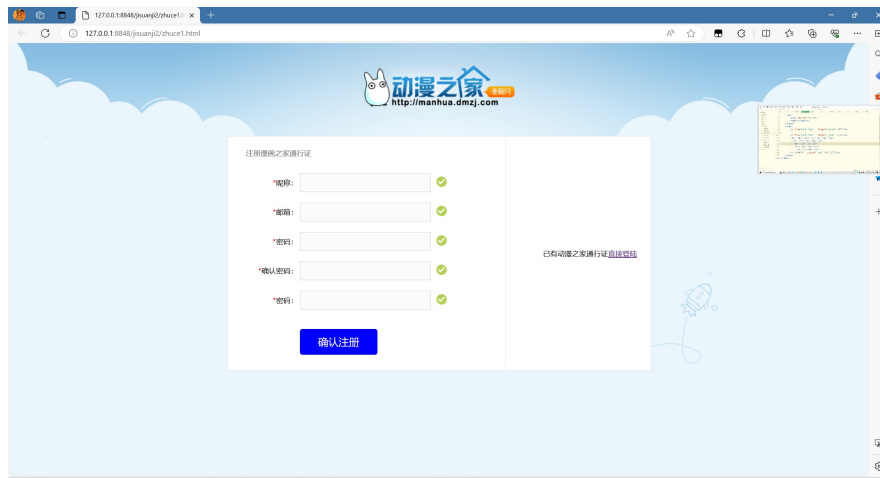 127.0.0.1:8848/jisuanji2/zhuce1.h
127.0.0.1:8848/jisuanji2/zhuce1.html
动漫之家
漫画网
http://manhua.dmzj.com
注册漫画之家通行证
*昵称：
*邮箱：
*密码：
*确认密码：
*密码：
确认注册
已有动漫之家通行证直接登陆